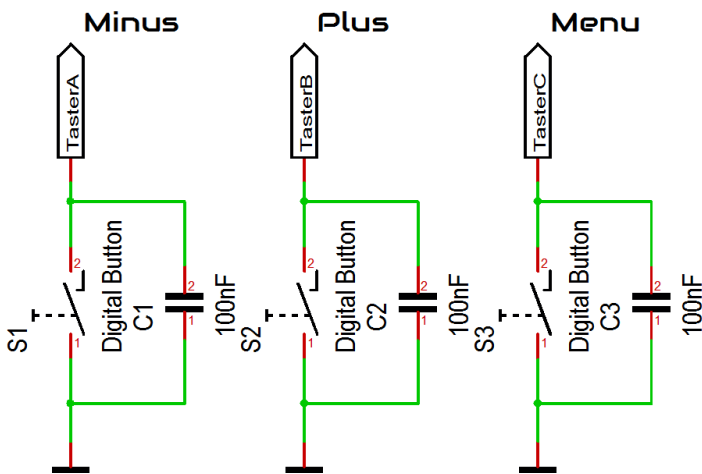 Minus
TasterA
2
Digital Button
S1
1
C1
2
1
100nF
Plus
TasterB
2
Digital Button
S2
1
C2
2
1
100nF
Menu
TasterC
2
Digital Button
S3
1
C3
2
1
100nF